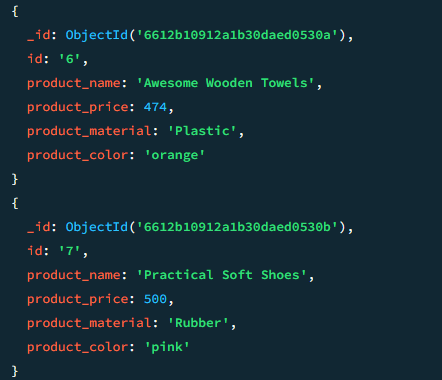 {
_id: ObjectId('6612b10912a1b30daed0530a'),
id: '6',
product_name: 'Awesome Wooden Towels',
product_price: 474,
product_material: 'Plastic',
product_color: 'orange'
}
{
_id: ObjectId('6612b10912a1b30daed0530b'),
id: '7',
product_name: 'Practical Soft Shoes',
product_price: 500,
product_material: 'Rubber',
product_color: 'pink'
}